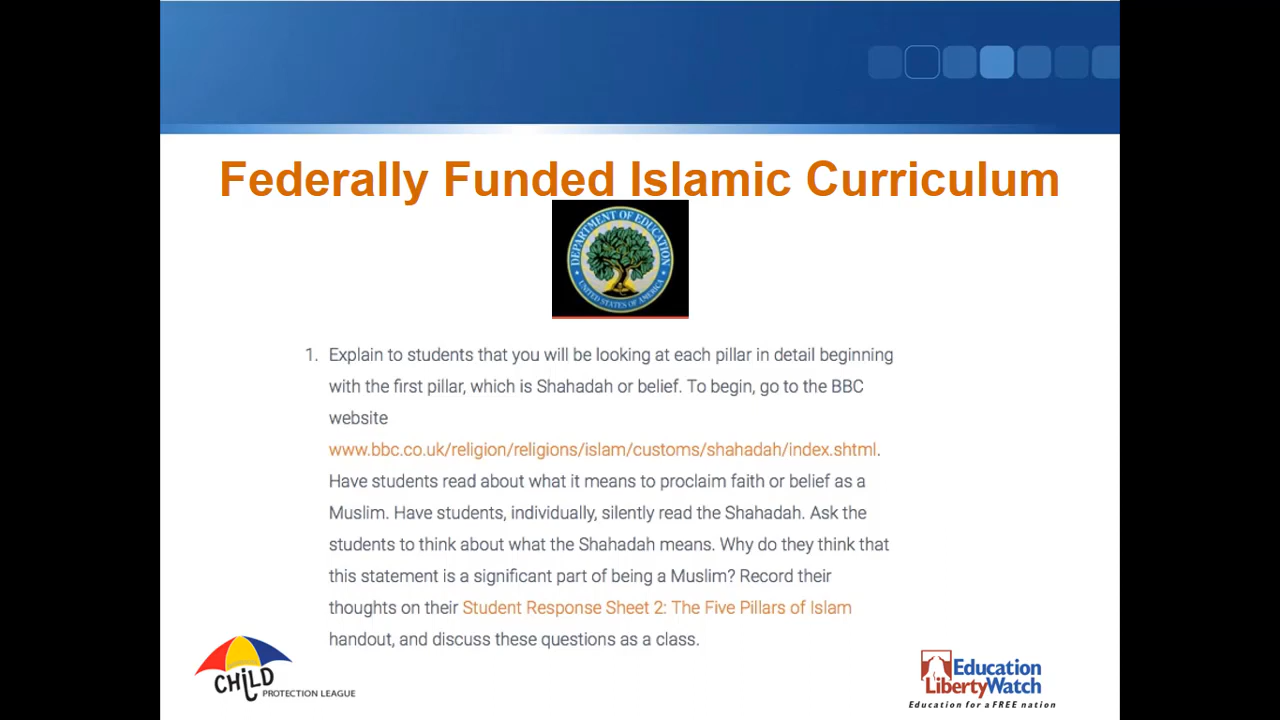 Federally Funded Islamic Curriculum
DEPARTMENT OF EDUCATION
UNITED STATES OF AMERICA
1. Explain to students that you will be looking at each pillar in detail beginning
with the first pillar, which is Shahadah or belief. To begin, go to the BBC
website
www.bbc.co.uk/religion/religions/islam/customs/shahadah/index.shtml.
Have students read about what it means to proclaim faith or belief as a
Muslim. Have students, individually, silently read the Shahadah. Ask the
students to think about what the Shahadah means. Why do they think that
this statement is a significant part of being a Muslim? Record their
thoughts on their Student Response Sheet 2: The Five Pillars of Islam
handout, and discuss these questions as a class.
CHiLD
PROTECTION LEAGUE
Education
LibertyWatch
Education for a FREE nation